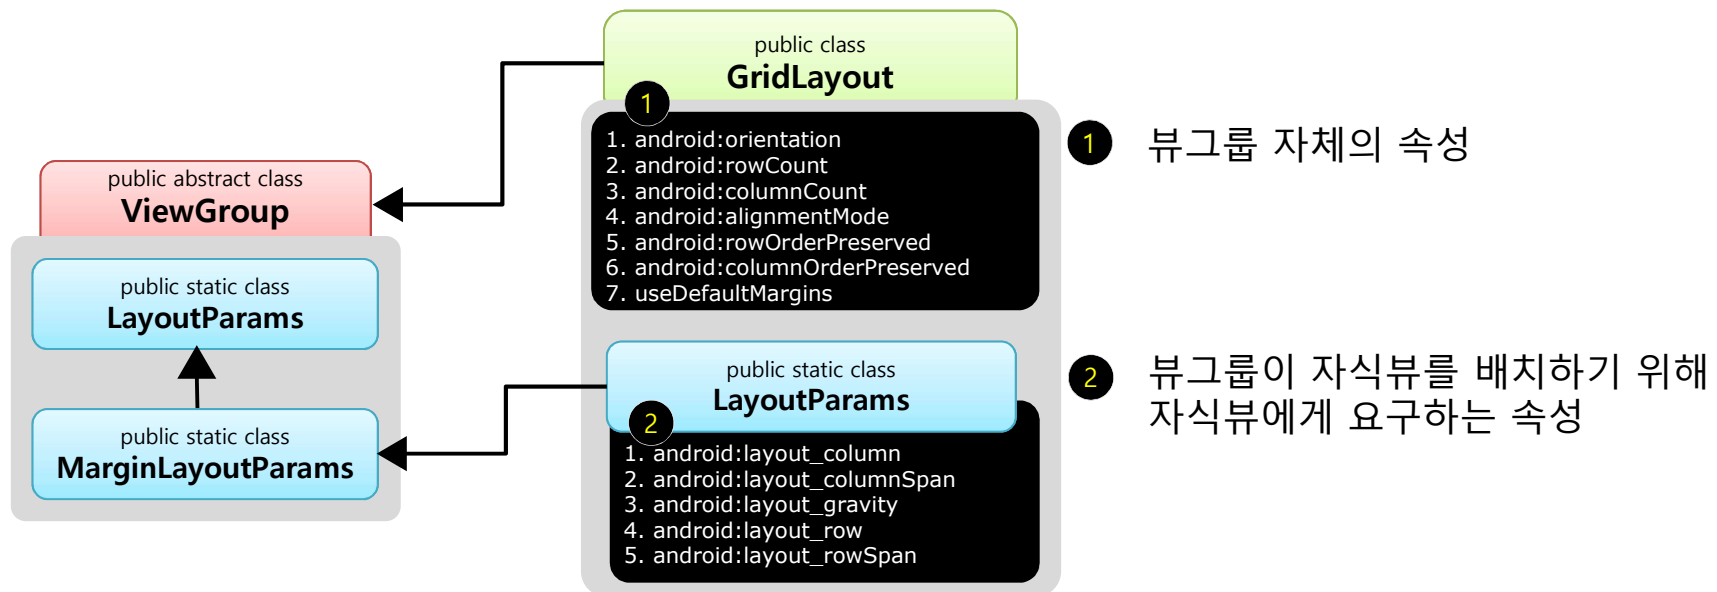 public class
GridLayout
1
1. android:orientation
2. android:rowCount
3. android:columnCount
4. android:alignmentMode
5. android:rowOrderPreserved
6. android:columnOrderPreserved
7. useDefaultMargins
1 뷰그룹 자체의 속성
public abstract class
ViewGroup
public static class
LayoutParams
public static class
MarginLayoutParams
public static class
LayoutParams
2
1. android:layout_column
2. android:layout_columnSpan
3. android:layout_gravity
4. android:layout_row
5. android:layout_rowSpan
2 뷰그룹이 자식뷰를 배치하기 위해
자식뷰에게 요구하는 속성